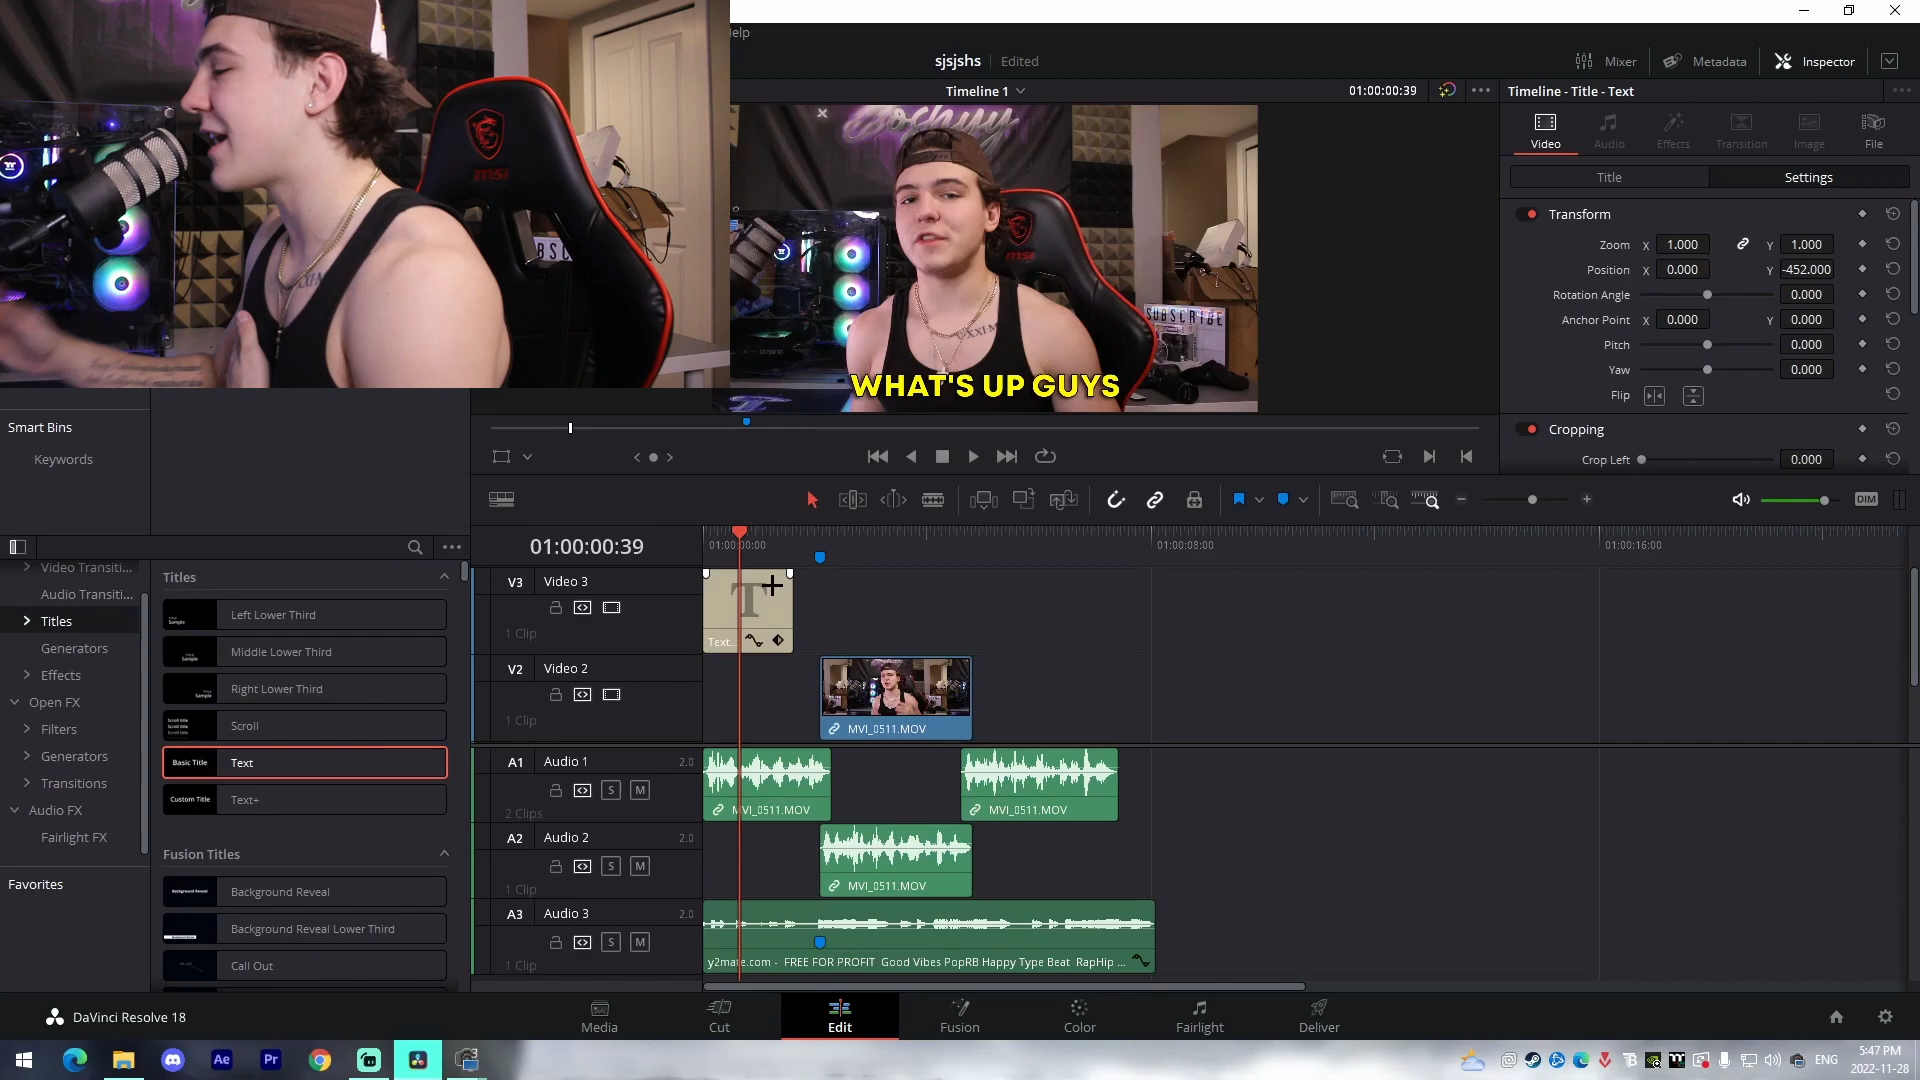 elp
sjsjshs
Edited
Mixer
Metadata
Inspector
Timeline 1
01:00:00:39
Timeline - Title - Text
Video
Audio
Effects
Transition
Image
File
Title
Settings
Transform
Zoom X 1.000 Y 1.000
Position X 0.000 Y -452.000
Rotation Angle 0.000
Anchor Point X 0.000 Y 0.000
Pitch 0.000
Yaw 0.000
Flip
Cropping
Crop Left 0.000
msi
SUBSC
Joshyy
msi
SUBSCRIBE
WHAT'S UP GUYS
Smart Bins
Keywords
DIM
01:00:00:39
01:00:00:00
01:00:08:00
01:00:16:00
Video Transiti...
Audio Transiti...
Titles
Generators
Effects
Open FX
Filters
Generators
Transitions
Audio FX
Fairlight FX
Favorites
Titles
Left Lower Third
Middle Lower Third
Right Lower Third
Scroll
Basic Title
Text
Custom Title
Text+
Fusion Titles
Background Reveal
Background Reveal Lower Third
Call Out
V3 Video 3
1 Clip
T
Text...
V2 Video 2
1 Clip
MVI_0511.MOV
A1 Audio 1 2.0
S M
2 Clips
MVI_0511.MOV
MVI_0511.MOV
A2 Audio 2 2.0
S M
1 Clip
MVI_0511.MOV
A3 Audio 3 2.0
S M
1 Clip
y2mate.com - FREE FOR PROFIT Good Vibes PopRB Happy Type Beat RapHip ...
DaVinci Resolve 18
Media
Cut
Edit
Fusion
Color
Fairlight
Deliver
Ae
Pr
ENG
5:47 PM
2022-11-28